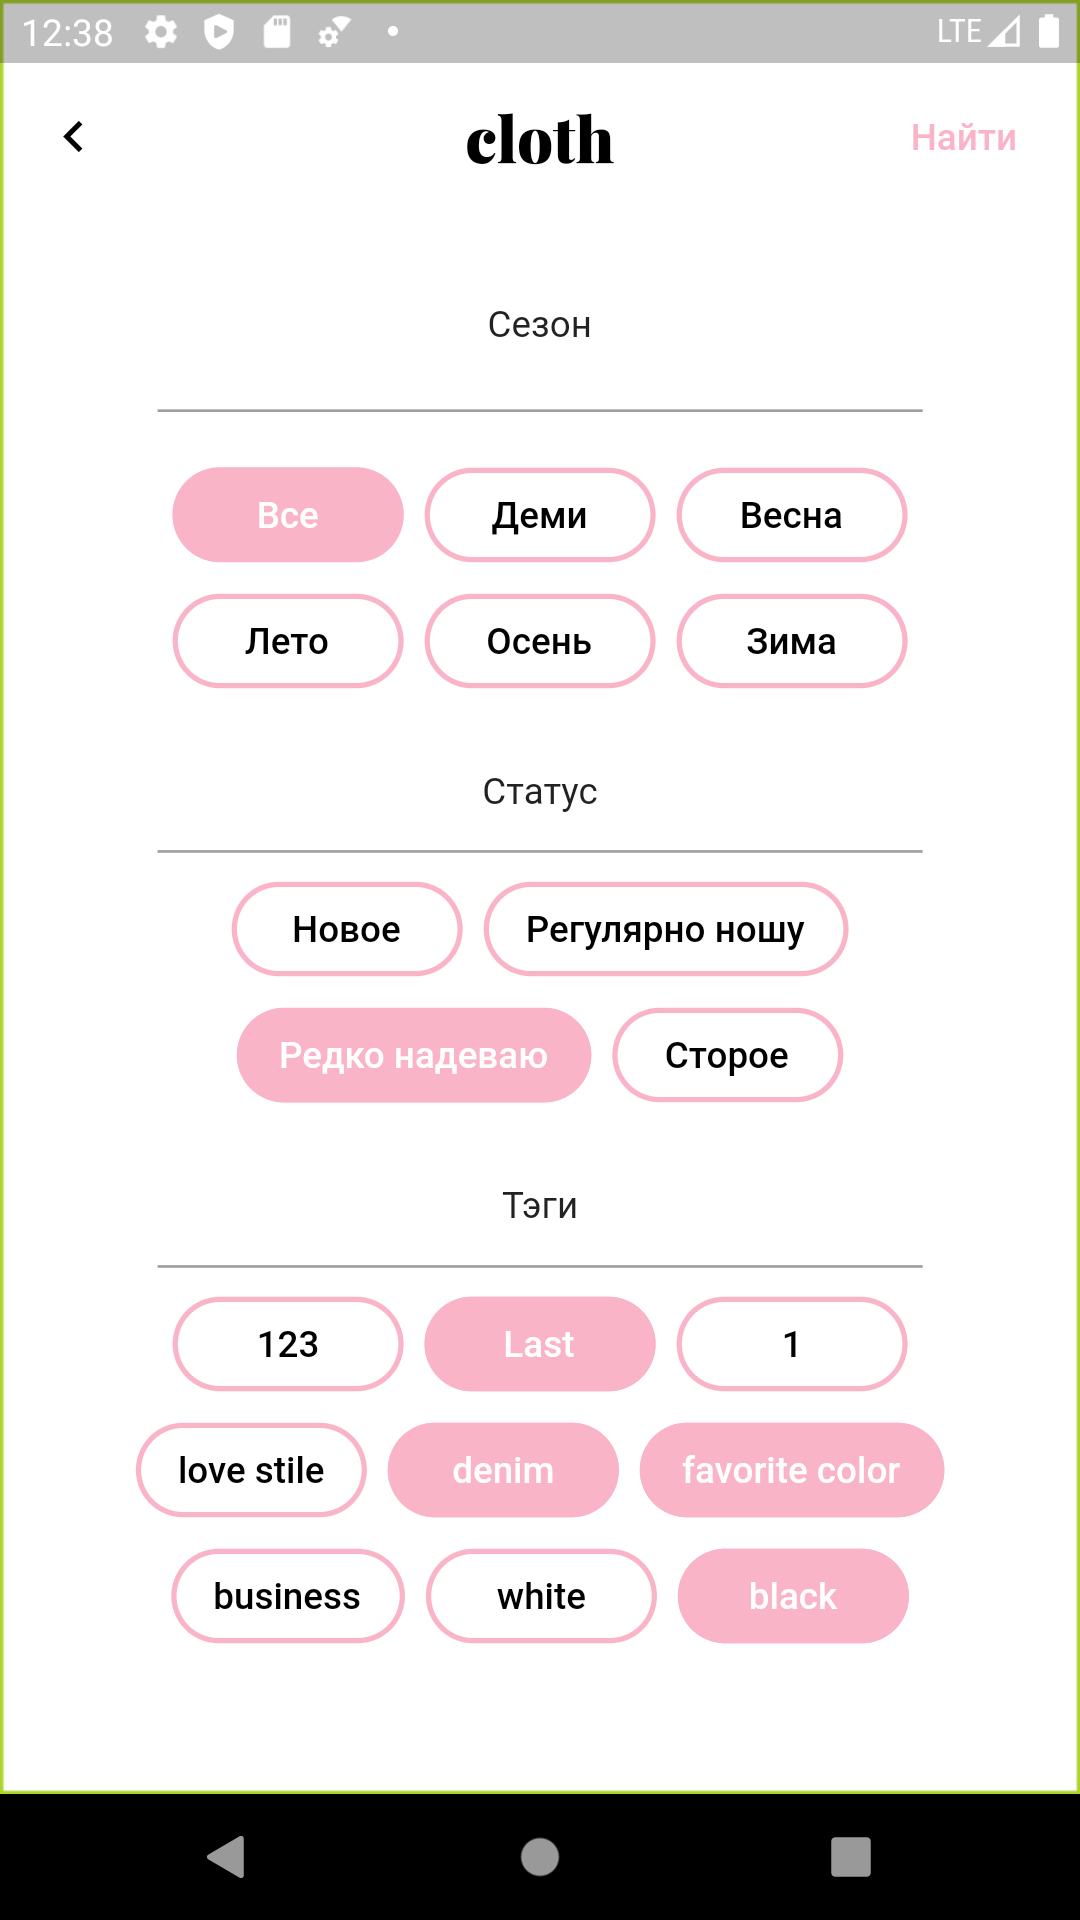 12:38 LTE
cloth Найти
Сезон
Все Деми Весна
Лето Осень Зима
Статус
Новое Регулярно ношу
Редко надеваю Сторое
Тэги
123 Last 1
love stile denim favorite color
business white black